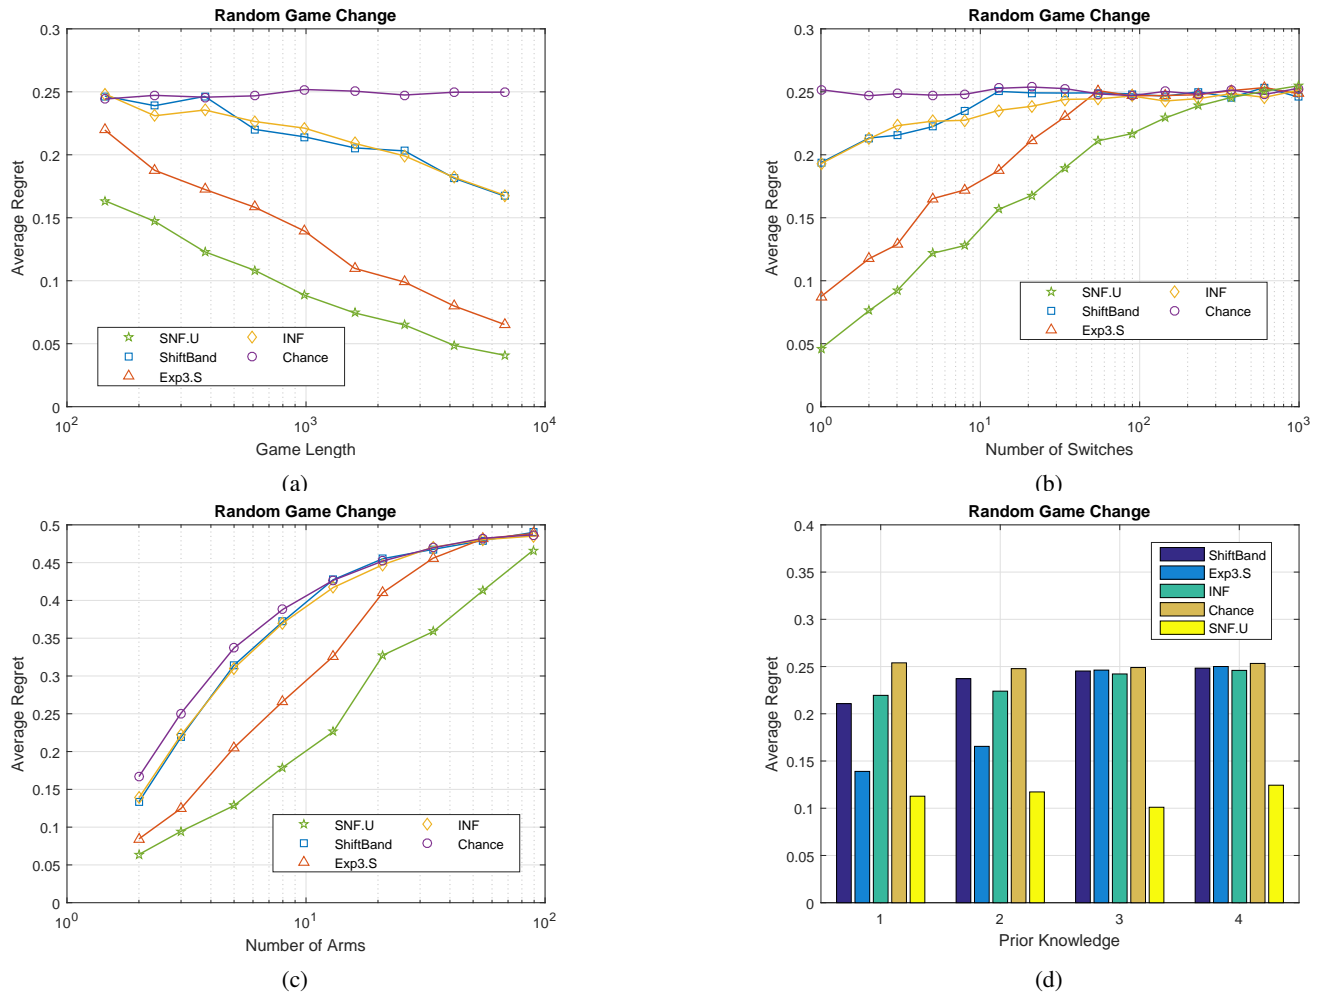 Random Game Change
0.3
0.25
0.2
0.15
0.1
0.05
0
Average Regret
SNF.U
ShiftBand
Exp3.S
INF
Chance
10^2
10^3
10^4
Game Length
(a)
Random Game Change
0.3
0.25
0.2
0.15
0.1
0.05
0
Average Regret
SNF.U
ShiftBand
Exp3.S
INF
Chance
10^0
10^1
10^2
10^3
Number of Switches
(b)
Random Game Change
0.5
0.45
0.4
0.35
0.3
0.25
0.2
0.15
0.1
0.05
0
Average Regret
SNF.U
ShiftBand
Exp3.S
INF
Chance
10^0
10^1
10^2
Number of Arms
(c)
Random Game Change
0.4
0.35
0.3
0.25
0.2
0.15
0.1
0.05
0
Average Regret
ShiftBand
Exp3.S
INF
Chance
SNF.U
1
2
3
4
Prior Knowledge
(d)